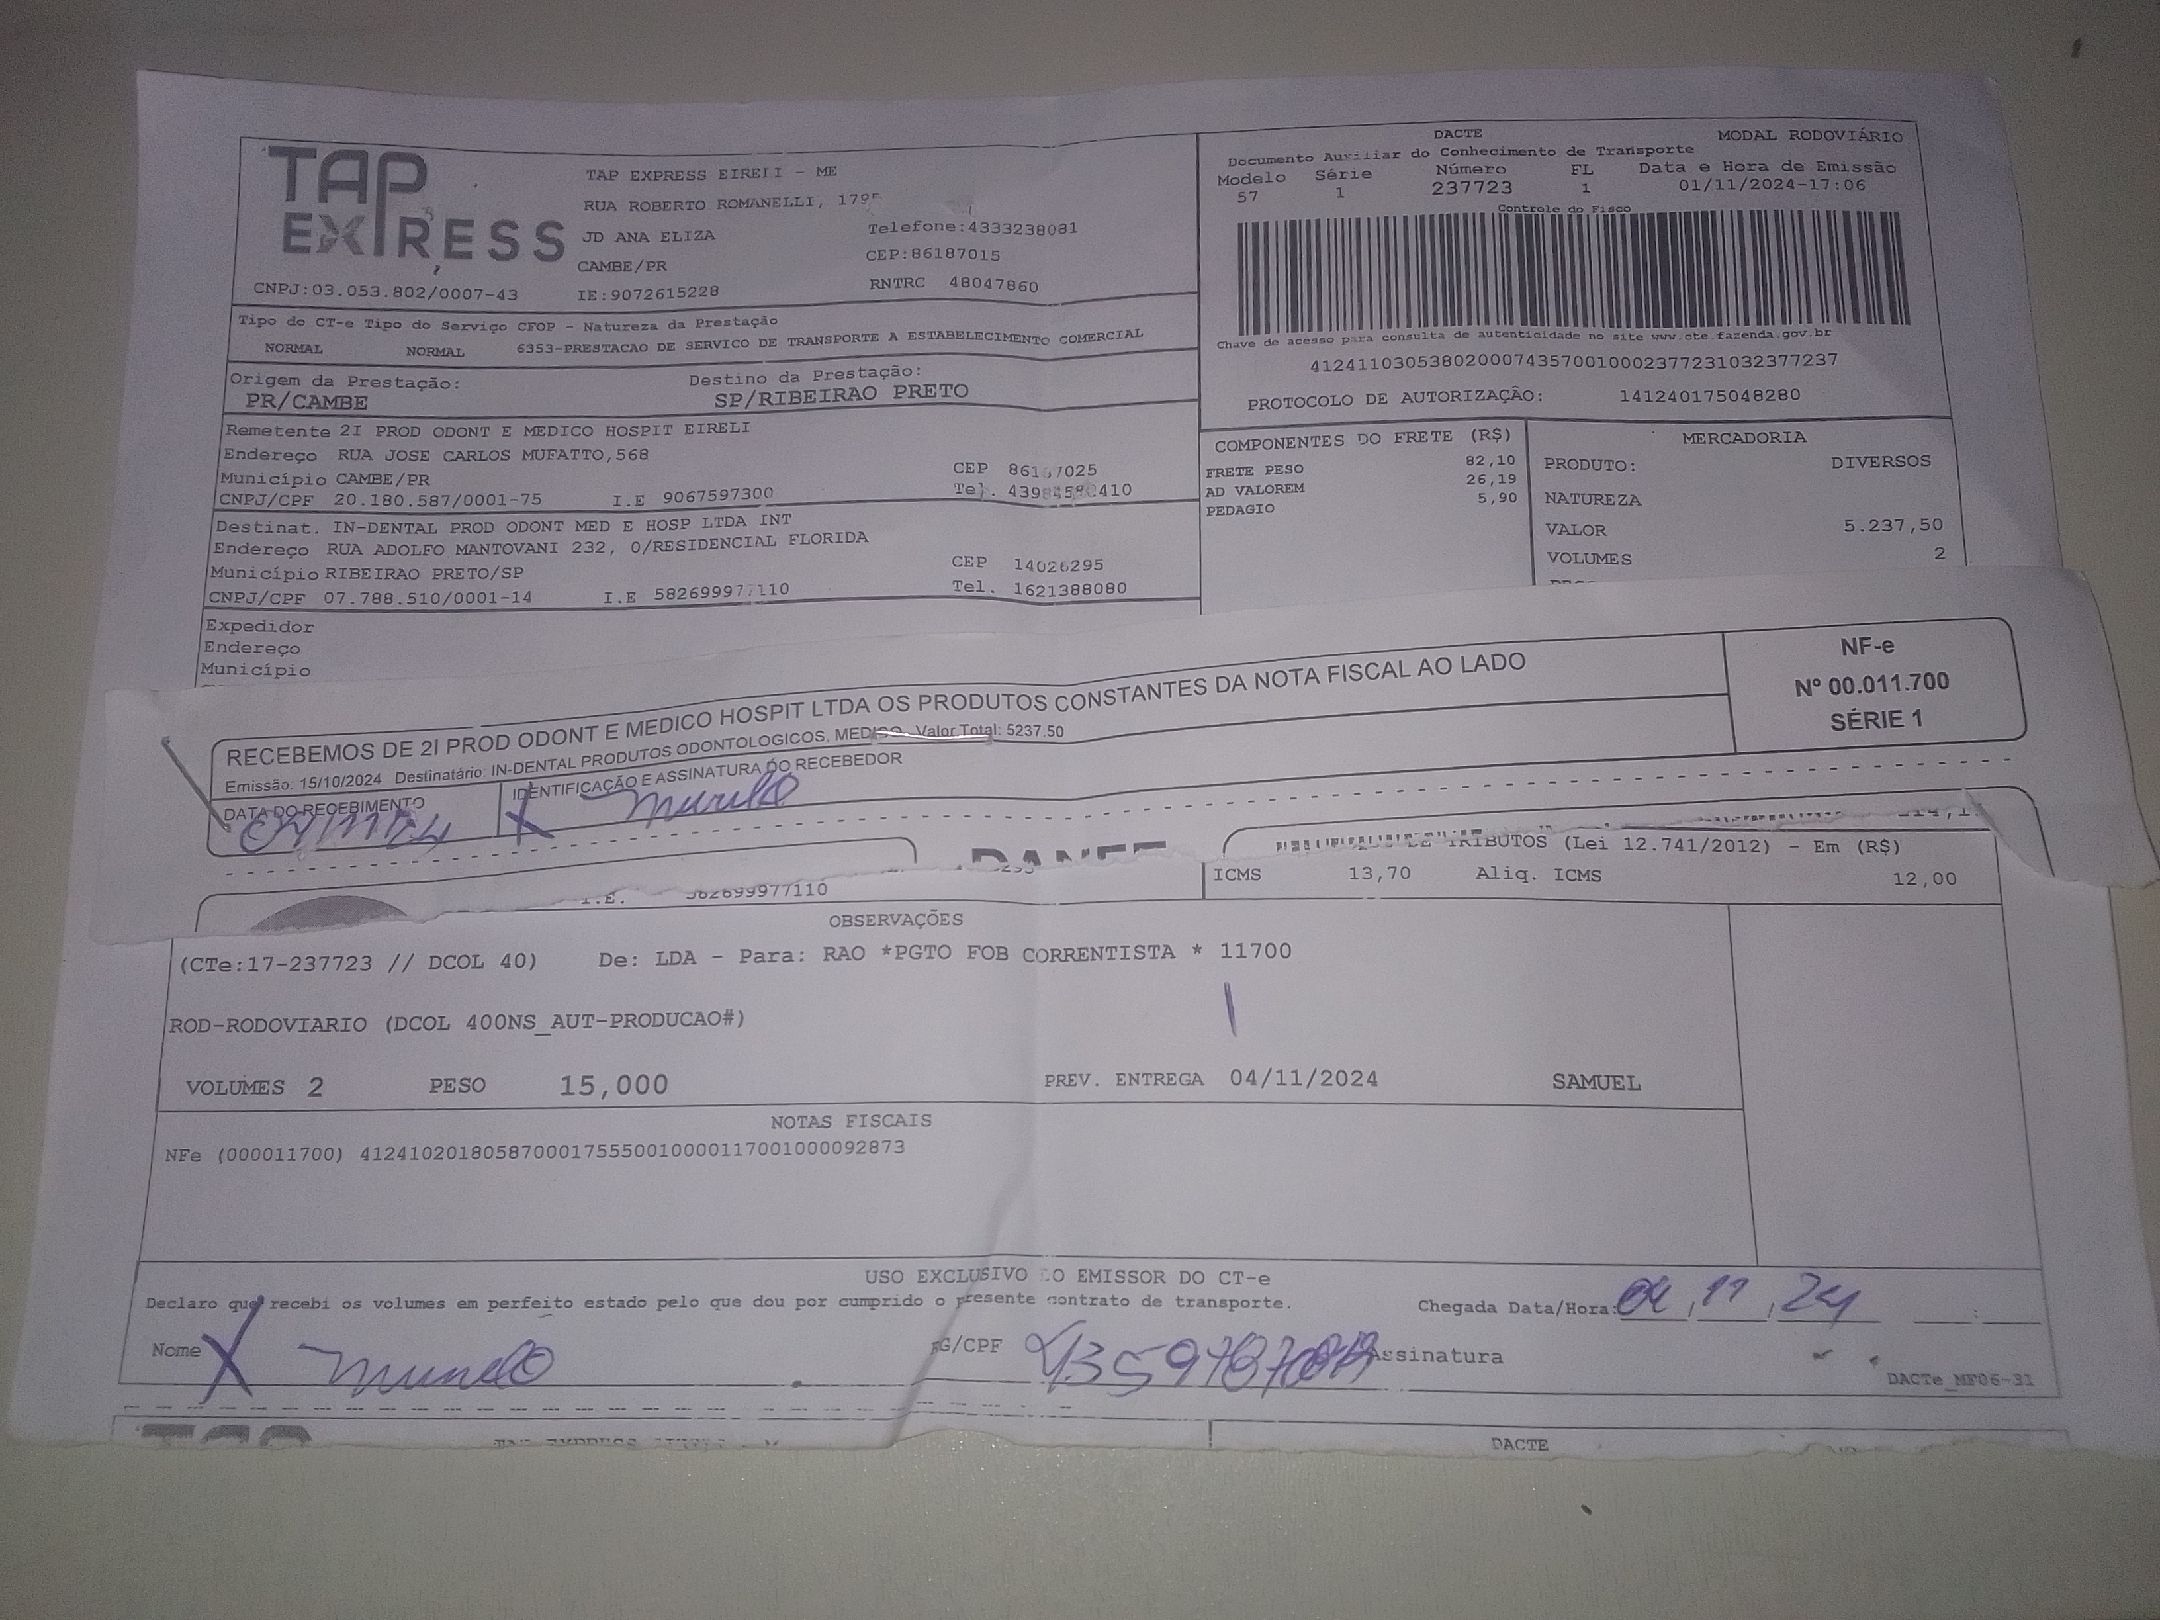 TAP EXPRESS
TAP EXPRESS EIRELI - ME
RUA ROBERTO ROMANELLI,
JD ANA ELIZA
Telefone:4333238081
CAMBE/PR
CEP:86187015
CNPJ:03.053.802/0007-43 IE:9072615228
RNTRC 48047860
DACTE MODAL RODOVIÁRIO
Documento Auxiliar do Conhecimento de Transporte
Modelo Série Número FL Data e Hora de Emissão
57 1 237723 1 01/11/2024-17:06
Controle do Fisco
Chave de acesso para consulta de autenticidade no site www.cte.fazenda.gov.br
41241103053802000743570010002377231032377237
PROTOCOLO DE AUTORIZAÇÃO: 141240175048280
Tipo do CT-e Tipo do Serviço CFOP - Natureza da Prestação
NORMAL NORMAL 6353-PRESTACAO DE SERVICO DE TRANSPORTE A ESTABELECIMENTO COMERCIAL
Origem da Prestação: Destino da Prestação:
PR/CAMBE SP/RIBEIRAO PRETO
Remetente 2I PROD ODONT E MEDICO HOSPIT EIRELI
Endereço RUA JOSE CARLOS MUFATTO,568
Município CAMBE/PR CEP
CNPJ/CPF 20.180.587/0001-75 I.E 9067597300 Tel.
Destinat. IN-DENTAL PROD ODONT MED E HOSP LTDA INT
Endereço RUA ADOLFO MANTOVANI 232, 0/RESIDENCIAL FLORIDA
Município RIBEIRAO PRETO/SP CEP 14026295
CNPJ/CPF 07.788.510/0001-14 I.E 582699977110 Tel. 1621388080
Expedidor
Endereço
Município
COMPONENTES DO FRETE (R$)
FRETE PESO 82,10
AD VALOREM 26,19
PEDAGIO 5,90
MERCADORIA
PRODUTO: DIVERSOS
NATUREZA
VALOR 5.237,50
VOLUMES 2
RECEBEMOS DE 2I PROD ODONT E MEDICO HOSPIT LTDA OS PRODUTOS CONSTANTES DA NOTA FISCAL AO LADO
Emissão: 15/10/2024 Destinatário: IN-DENTAL PRODUTOS ODONTOLOGICOS, Valor Total: 5237.50
DATA DO RECEBIMENTO IDENTIFICAÇÃO E ASSINATURA DO RECEBEDOR
X Murilo
NF-e
Nº 00.011.700
SÉRIE 1
DANFE
TRIBUTOS (Lei 12.741/2012) - Em (R$)
ICMS 13,70 Aliq. ICMS 12,00
I.E. 582699977110
OBSERVAÇÕES
(CTe:17-237723 // DCOL 40) De: LDA - Para: RAO *PGTO FOB CORRENTISTA * 11700
ROD-RODOVIARIO (DCOL 400NS_AUT-PRODUCAO#)
VOLUMES 2 PESO 15,000 PREV. ENTREGA 04/11/2024 SAMUEL
NOTAS FISCAIS
NFe (000011700) 41241020180587000175550010000117001000092873
USO EXCLUSIVO DO EMISSOR DO CT-e
Declaro que recebi os volumes em perfeito estado pelo que dou por cumprido o presente contrato de transporte. Chegada Data/Hora: 04, 11, 24 :
Nome X Murilo RG/CPF Assinatura
DACTe_MF06-31
DACTE